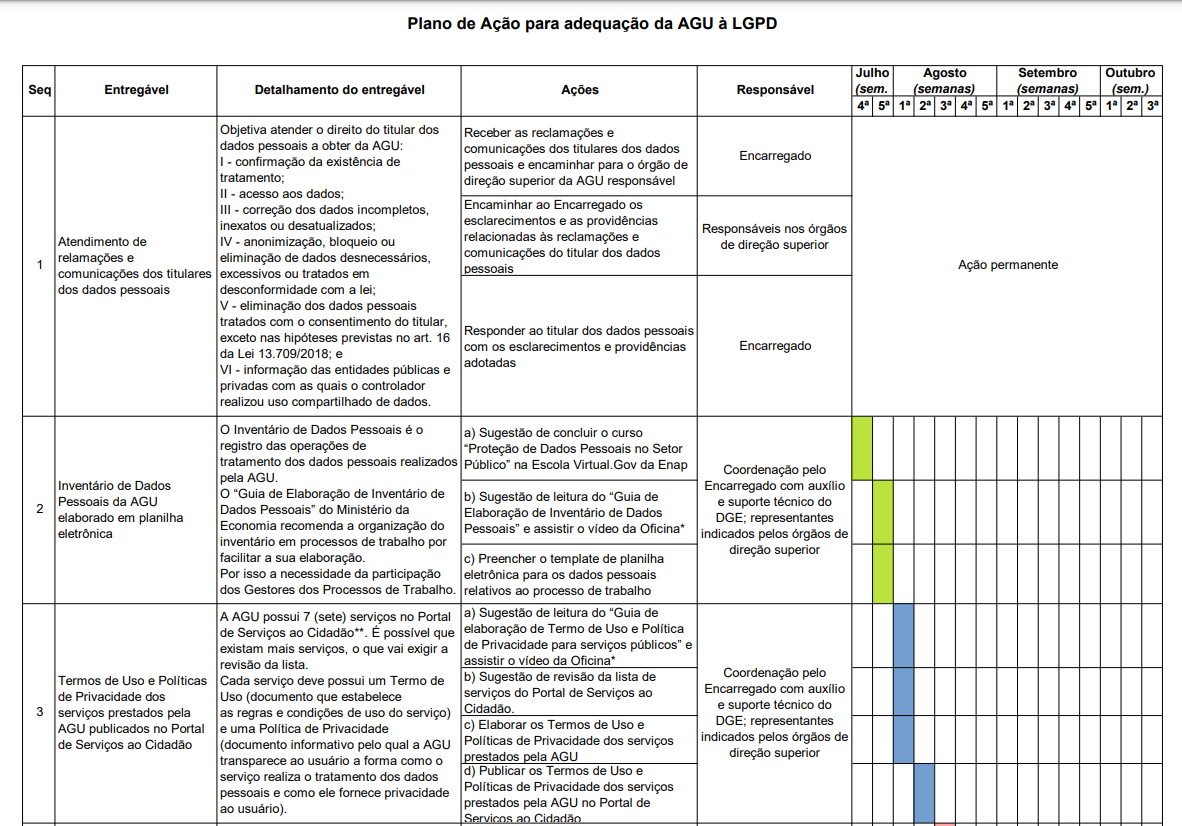 Plano de Ação para adequação da AGU à LGPD
Seq
Entregável
Detalhamento do entregável
Ações
Responsável
Julho
(sem.
Agosto
(semanas)
Setembro
(semanas)
Outubro
(sem.)
4ª 5ª 1ª 2ª 3ª 4ª 5ª 1ª 2ª 3ª 4ª 5ª 1ª 2ª 3ª
1
Atendimento de
relamações e
comunicações dos titulares
dos dados pessoais
Objetiva atender o direito do titular dos
dados pessoais a obter da AGU:
I - confirmação da existência de
tratamento;
II - acesso aos dados;
III - correção dos dados incompletos,
inexatos ou desatualizados;
IV - anonimização, bloqueio ou
eliminação de dados desnecessários,
excessivos ou tratados em
desconformidade com a lei;
V - eliminação dos dados pessoais
tratados com o consentimento do titular,
exceto nas hipóteses previstas no art. 16
da Lei 13.709/2018; e
VI - informação das entidades públicas e
privadas com as quais o controlador
realizou uso compartilhado de dados.
Receber as reclamações e
comunicações dos titulares dos dados
pessoais e encaminhar para o órgão de
direção superior da AGU responsável
Encarregado
Encaminhar ao Encarregado os
esclarecimentos e as providências
relacionadas às reclamações e
comunicações do titular dos dados
pessoais
Responsáveis nos órgãos
de direção superior
Responder ao titular dos dados pessoais
com os esclarecimentos e providências
adotadas
Encarregado
Ação permanente
2
Inventário de Dados
Pessoais da AGU
elaborado em planilha
eletrônica
O Inventário de Dados Pessoais é o
registro das operações de
tratamento dos dados pessoais realizados
pela AGU.
O “Guia de Elaboração de Inventário de
Dados Pessoais” do Ministério da
Economia recomenda a organização do
inventário em processos de trabalho por
facilitar a sua elaboração.
Por isso a necessidade da participação
dos Gestores dos Processos de Trabalho.
a) Sugestão de concluir o curso
“Proteção de Dados Pessoais no Setor
Público” na Escola Virtual.Gov da Enap
b) Sugestão de leitura do “Guia de
Elaboração de Inventário de Dados
Pessoais” e assistir o vídeo da Oficina*
c) Preencher o template de planilha
eletrônica para os dados pessoais
relativos ao processo de trabalho
Coordenação pelo
Encarregado com auxílio
e suporte técnico do
DGE; representantes
indicados pelos órgãos de
direção superior
3
Termos de Uso e Políticas
de Privacidade dos
serviços prestados pela
AGU publicados no Portal
de Serviços ao Cidadão
A AGU possui 7 (sete) serviços no Portal
de Serviços ao Cidadão**. É possível que
existam mais serviços, o que vai exigir a
revisão da lista.
Cada serviço deve possui um Termo de
Uso (documento que estabelece
as regras e condições de uso do serviço)
e uma Política de Privacidade
(documento informativo pelo qual a AGU
transparece ao usuário a forma como o
serviço realiza o tratamento dos dados
pessoais e como ele fornece privacidade
ao usuário).
a) Sugestão de leitura do “Guia de
elaboração de Termo de Uso e Política
de Privacidade para serviços públicos” e
assistir o vídeo da Oficina*
b) Sugestão de revisão da lista de
serviços do Portal de Serviços ao
Cidadão.
c) Elaborar os Termos de Uso e
Políticas de Privacidade dos serviços
prestados pela AGU
d) Publicar os Termos de Uso e
Políticas de Privacidade dos serviços
prestados pela AGU no Portal de
Serviços ao Cidadão
Coordenação pelo
Encarregado com auxílio
e suporte técnico do
DGE; representantes
indicados pelos órgãos de
direção superior